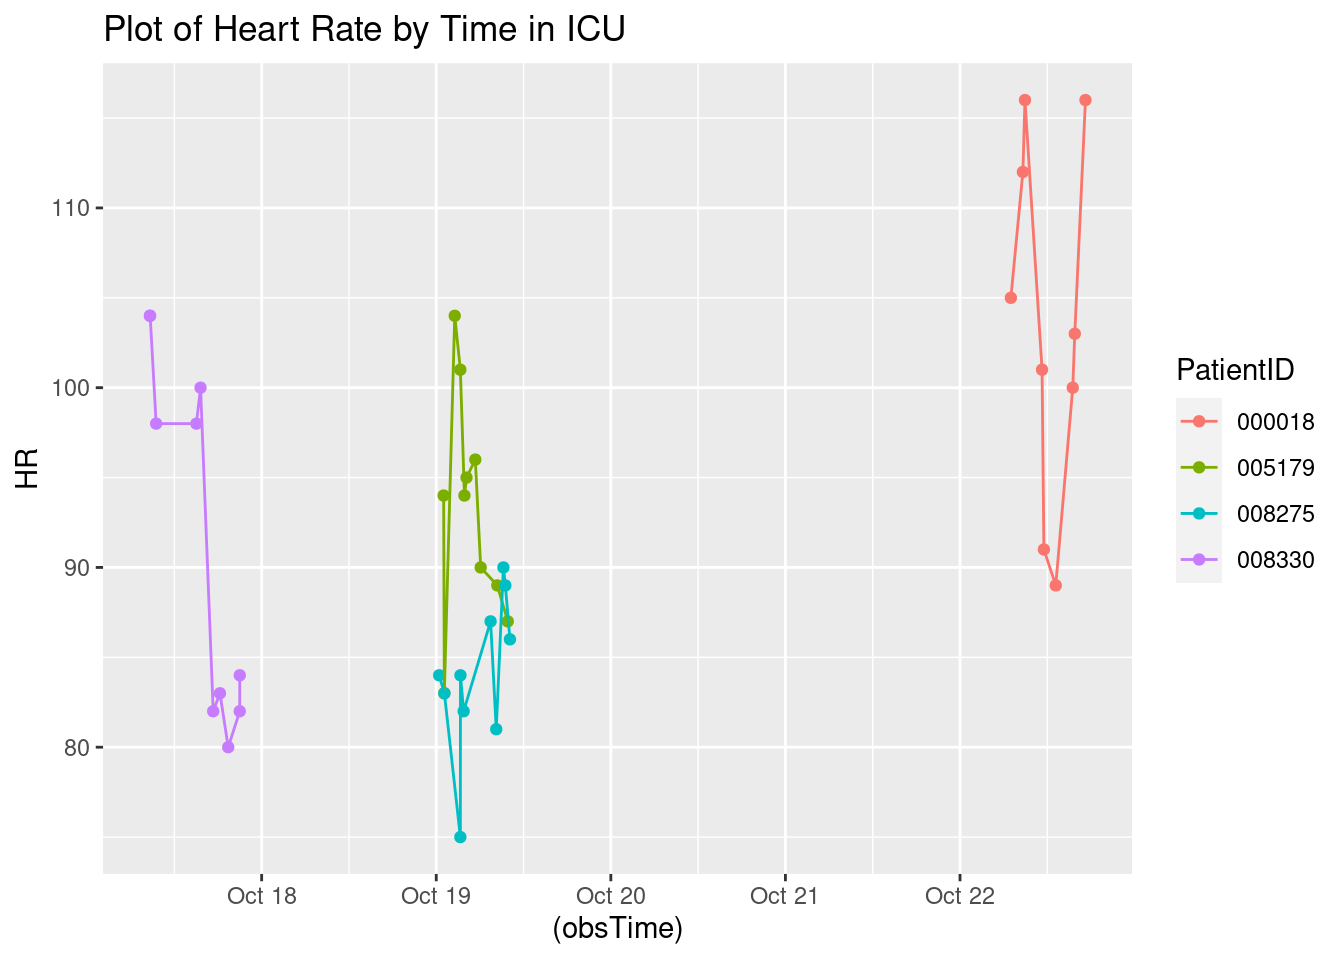 Plot of Heart Rate by Time in ICU
HR
110
100
90
80
Oct 18
Oct 19
Oct 20
Oct 21
Oct 22
(obsTime)
PatientID
000018
005179
008275
008330